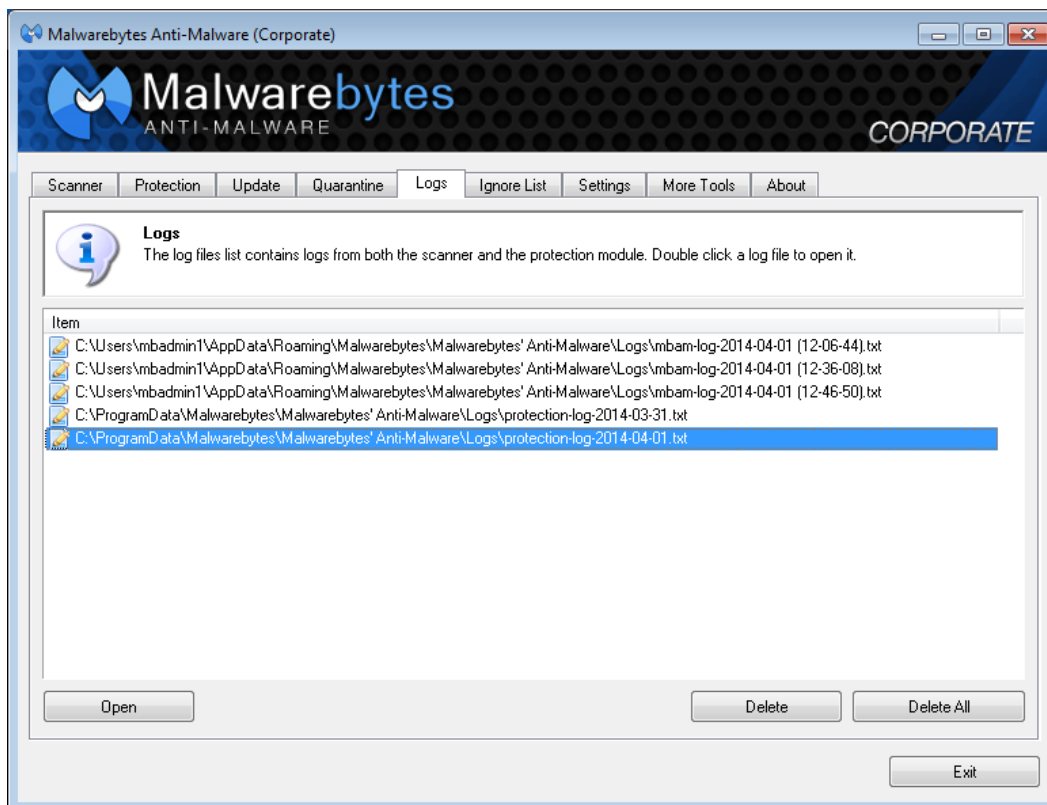 Malwarebytes Anti-Malware (Corporate)
Malwarebytes
ANTI-MALWARE
CORPORATE
Scanner Protection Update Quarantine Logs Ignore List Settings More Tools About
Logs
The log files list contains logs from both the scanner and the protection module. Double click a log file to open it.
Item
C:\Users\mbadmin1\AppData\Roaming\Malwarebytes\Malwarebytes' Anti-Malware\Logs\mbam-log-2014-04-01 (12-06-44).txt
C:\Users\mbadmin1\AppData\Roaming\Malwarebytes\Malwarebytes' Anti-Malware\Logs\mbam-log-2014-04-01 (12-36-08).txt
C:\Users\mbadmin1\AppData\Roaming\Malwarebytes\Malwarebytes' Anti-Malware\Logs\mbam-log-2014-04-01 (12-46-50).txt
C:\ProgramData\Malwarebytes\Malwarebytes' Anti-Malware\Logs\protection-log-2014-03-31.txt
C:\ProgramData\Malwarebytes\Malwarebytes' Anti-Malware\Logs\protection-log-2014-04-01.txt
Open Delete Delete All
Exit